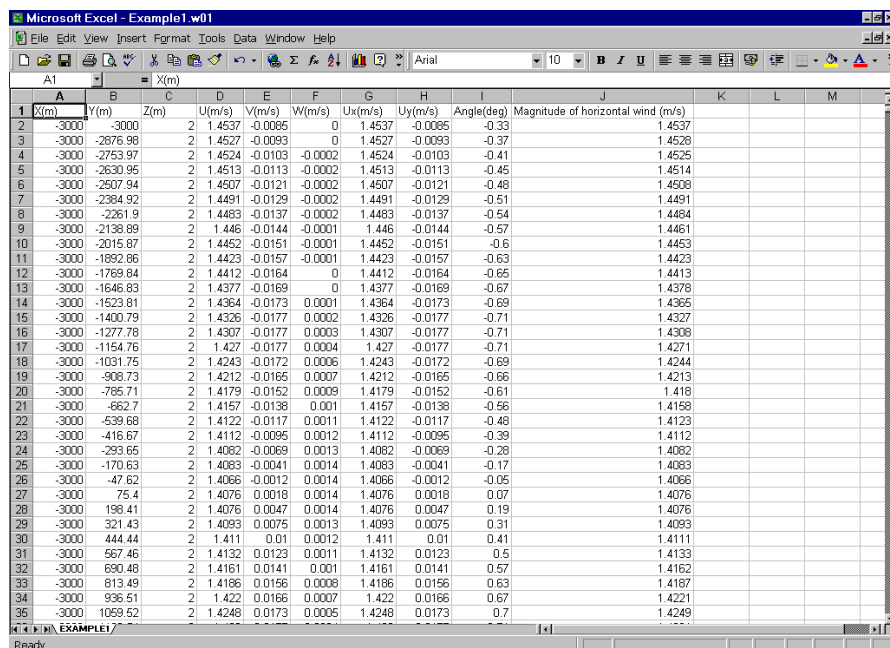 Microsoft Excel - Example1.w01
File Edit View Insert Format Tools Data Window Help
Arial 10 B I U
A1 = X(m)
A B C D E F G H I J K L M
1 X(m) Y(m) Z(m) U(m/s) V(m/s) W(m/s) Ux(m/s) Uy(m/s) Angle(deg) Magnitude of horizontal wind (m/s)
2 -3000 -3000 2 1.4537 -0.0085 0 1.4537 -0.0085 -0.33 1.4537
3 -3000 -2876.98 2 1.4527 -0.0093 0 1.4527 -0.0093 -0.37 1.4528
4 -3000 -2753.97 2 1.4524 -0.0103 -0.0002 1.4524 -0.0103 -0.41 1.4525
5 -3000 -2630.95 2 1.4513 -0.0113 -0.0002 1.4513 -0.0113 -0.45 1.4514
6 -3000 -2507.94 2 1.4507 -0.0121 -0.0002 1.4507 -0.0121 -0.48 1.4508
7 -3000 -2384.92 2 1.4491 -0.0129 -0.0002 1.4491 -0.0129 -0.51 1.4491
8 -3000 -2261.9 2 1.4483 -0.0137 -0.0002 1.4483 -0.0137 -0.54 1.4484
9 -3000 -2138.89 2 1.446 -0.0144 -0.0001 1.446 -0.0144 -0.57 1.4461
10 -3000 -2015.87 2 1.4452 -0.0151 -0.0001 1.4452 -0.0151 -0.6 1.4453
11 -3000 -1892.86 2 1.4423 -0.0157 -0.0001 1.4423 -0.0157 -0.63 1.4423
12 -3000 -1769.84 2 1.4412 -0.0164 0 1.4412 -0.0164 -0.65 1.4413
13 -3000 -1646.83 2 1.4377 -0.0169 0 1.4377 -0.0169 -0.67 1.4378
14 -3000 -1523.81 2 1.4364 -0.0173 0.0001 1.4364 -0.0173 -0.69 1.4365
15 -3000 -1400.79 2 1.4326 -0.0177 0.0002 1.4326 -0.0177 -0.71 1.4327
16 -3000 -1277.78 2 1.4307 -0.0177 0.0003 1.4307 -0.0177 -0.71 1.4308
17 -3000 -1154.76 2 1.427 -0.0177 0.0004 1.427 -0.0177 -0.71 1.4271
18 -3000 -1031.75 2 1.4243 -0.0172 0.0006 1.4243 -0.0172 -0.69 1.4244
19 -3000 -908.73 2 1.4212 -0.0165 0.0007 1.4212 -0.0165 -0.66 1.4213
20 -3000 -785.71 2 1.4179 -0.0152 0.0009 1.4179 -0.0152 -0.61 1.418
21 -3000 -662.7 2 1.4157 -0.0138 0.001 1.4157 -0.0138 -0.56 1.4158
22 -3000 -539.68 2 1.4122 -0.0117 0.0011 1.4122 -0.0117 -0.48 1.4123
23 -3000 -416.67 2 1.4112 -0.0095 0.0012 1.4112 -0.0095 -0.39 1.4112
24 -3000 -293.65 2 1.4082 -0.0069 0.0013 1.4082 -0.0069 -0.28 1.4082
25 -3000 -170.63 2 1.4083 -0.0041 0.0014 1.4083 -0.0041 -0.17 1.4083
26 -3000 -47.62 2 1.4066 -0.0012 0.0014 1.4066 -0.0012 -0.05 1.4066
27 -3000 75.4 2 1.4076 0.0018 0.0014 1.4076 0.0018 0.07 1.4076
28 -3000 198.41 2 1.4076 0.0047 0.0014 1.4076 0.0047 0.19 1.4076
29 -3000 321.43 2 1.4093 0.0075 0.0013 1.4093 0.0075 0.31 1.4093
30 -3000 444.44 2 1.411 0.01 0.0012 1.411 0.01 0.41 1.4111
31 -3000 567.46 2 1.4132 0.0123 0.0011 1.4132 0.0123 0.5 1.4133
32 -3000 690.48 2 1.4161 0.0141 0.001 1.4161 0.0141 0.57 1.4162
33 -3000 813.49 2 1.4186 0.0156 0.0008 1.4186 0.0156 0.63 1.4187
34 -3000 936.51 2 1.422 0.0166 0.0007 1.422 0.0166 0.67 1.4221
35 -3000 1059.52 2 1.4248 0.0173 0.0005 1.4248 0.0173 0.7 1.4249
EXAMPLE1
Ready